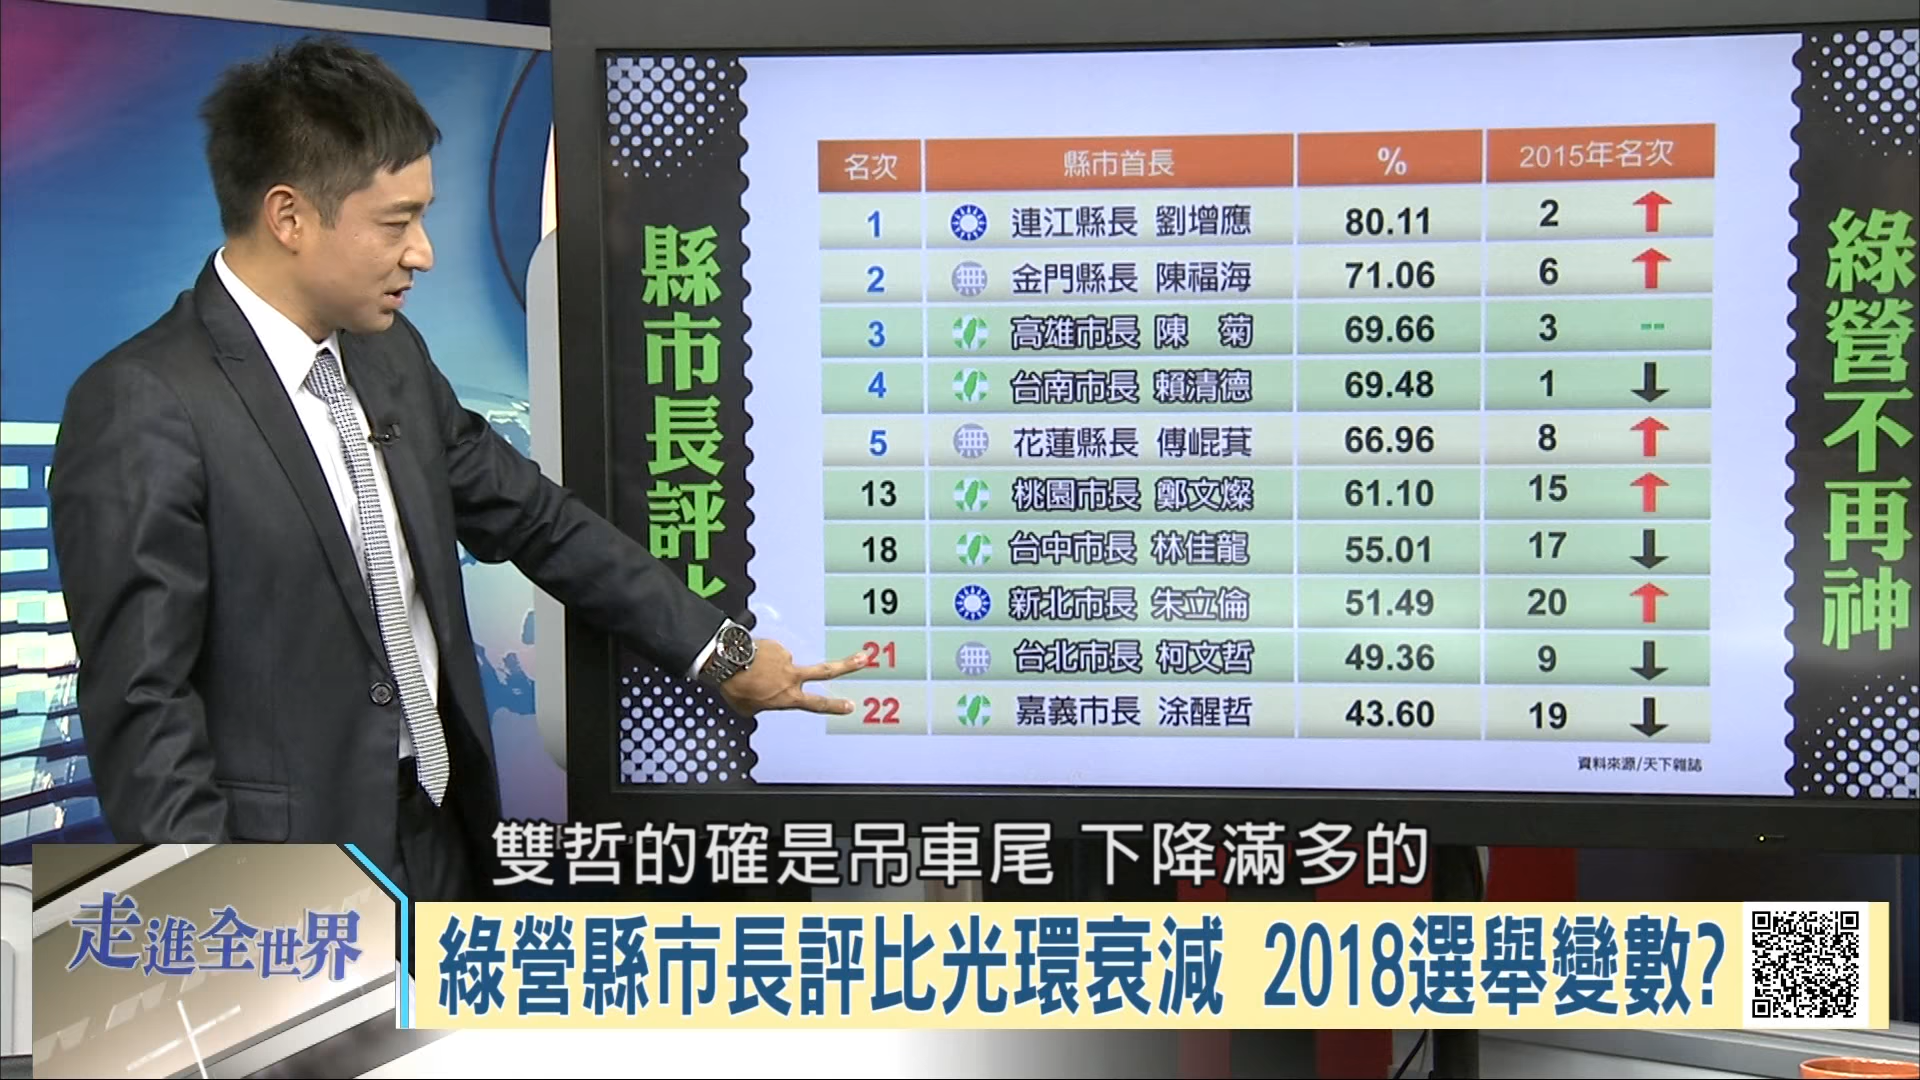 縣市長評比
綠營不再神
名次 縣市首長 % 2015年名次
1 連江縣長 劉增應 80.11 2
2 無 金門縣長 陳福海 71.06 6
3 高雄市長 陳 菊 69.66 3 --
4 台南市長 賴清德 69.48 1
5 無 花蓮縣長 傅崐萁 66.96 8
13 桃園市長 鄭文燦 61.10 15
18 台中市長 林佳龍 55.01 17
19 新北市長 朱立倫 51.49 20
21 無 台北市長 柯文哲 49.36 9
22 嘉義市長 涂醒哲 43.60 19
資料來源/天下雜誌
雙哲的確是吊車尾 下降滿多的
走進全世界
綠營縣市長評比光環衰減 2018選舉變數?